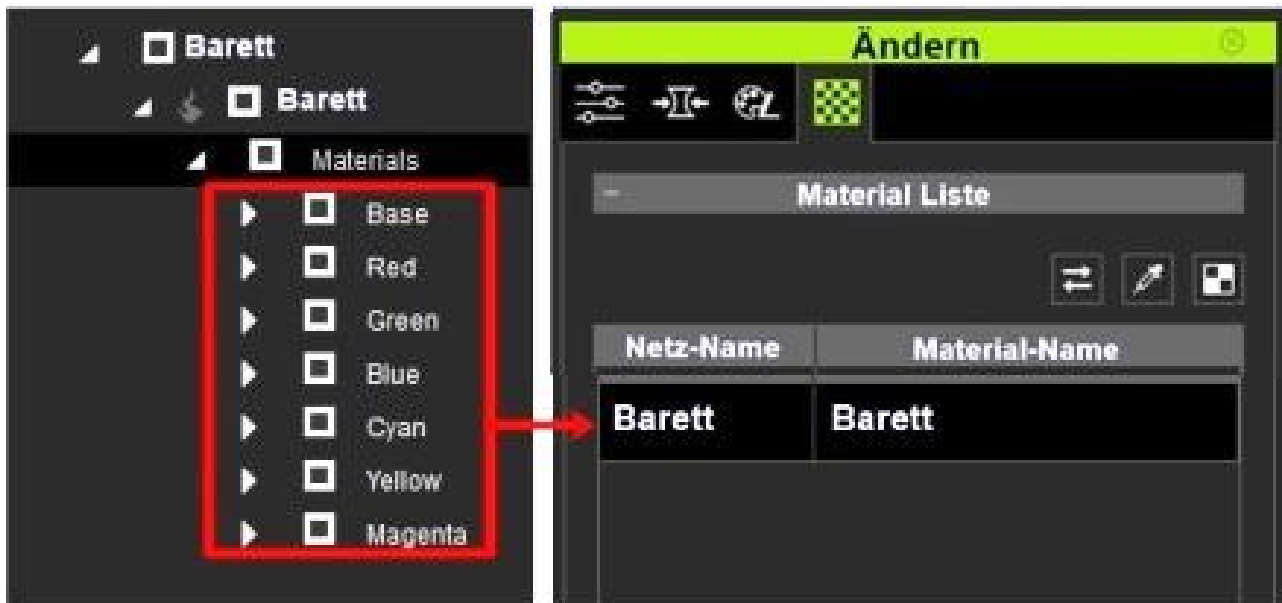 Barett
Barett
Materials
Base
Red
Green
Blue
Cyan
Yellow
Magenta
Ändern
Material Liste
Netz-Name Material-Name
Barett Barett